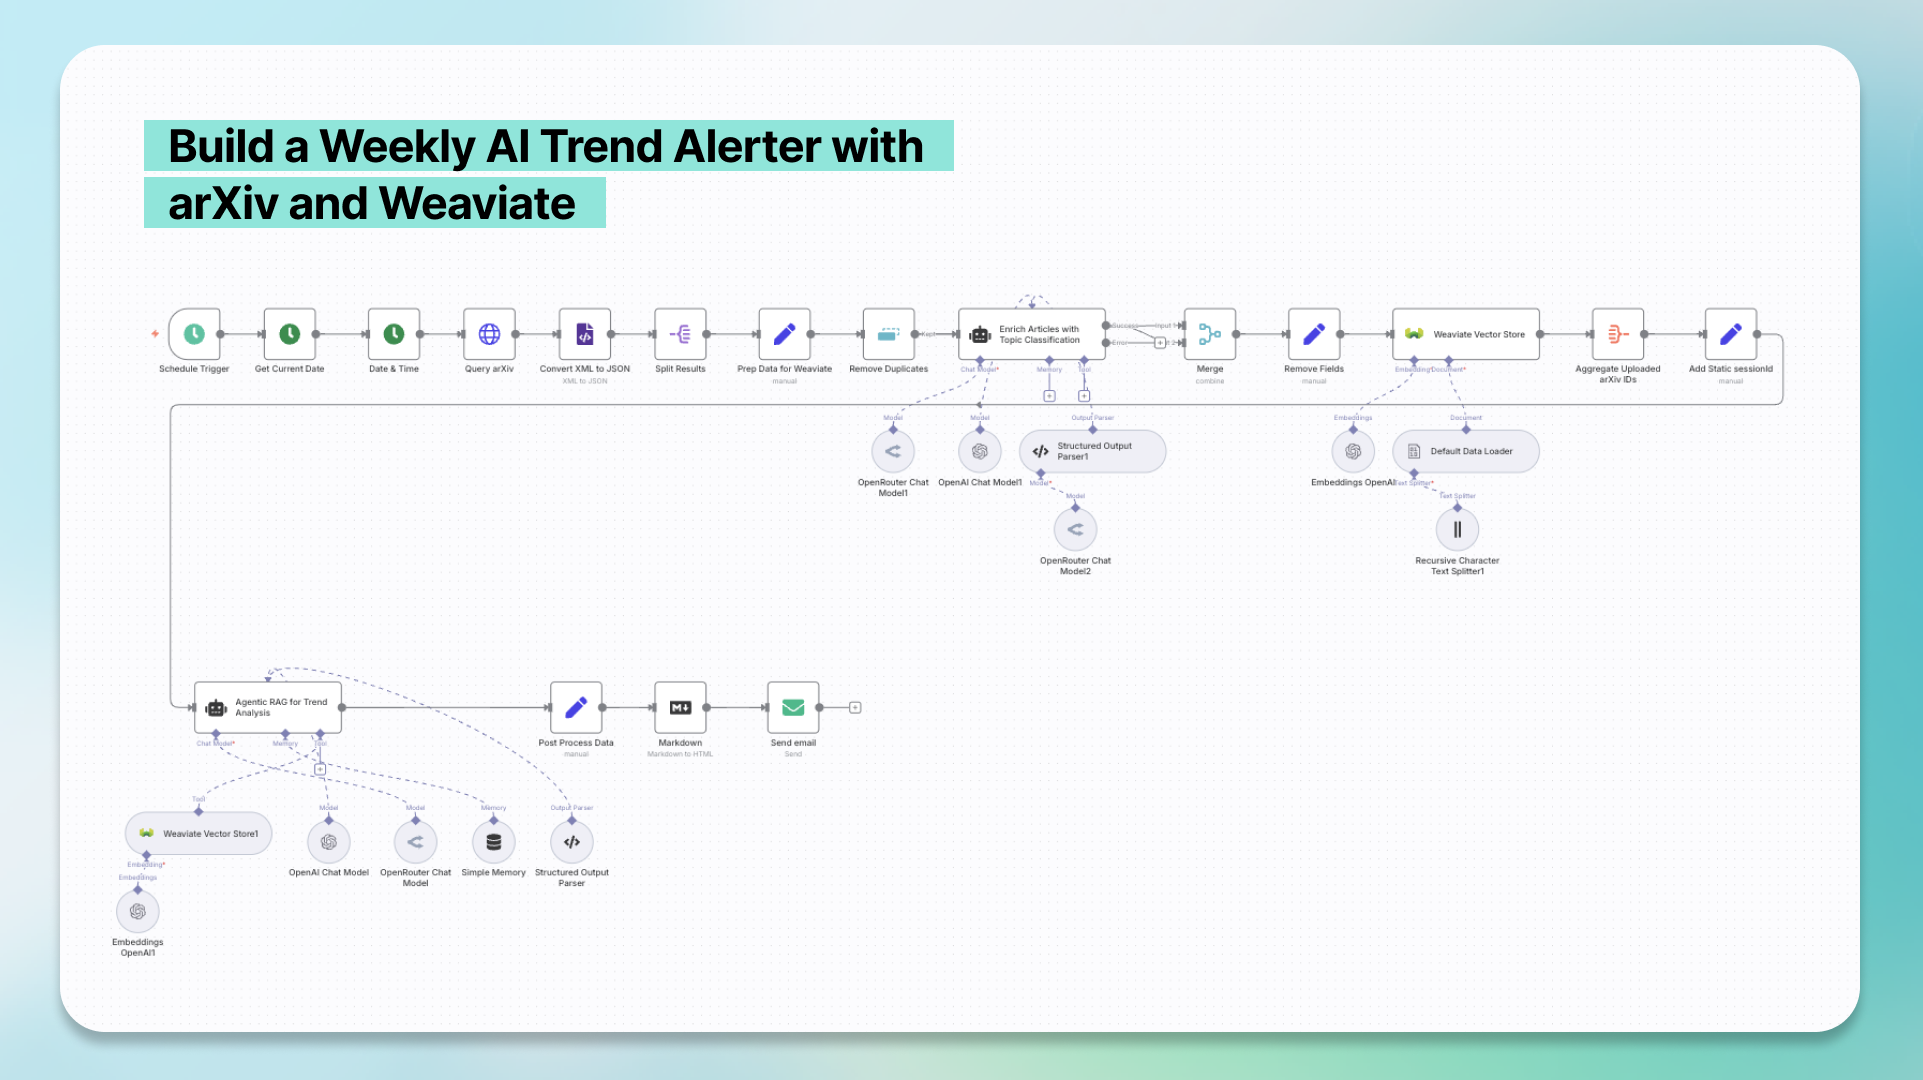 Build a Weekly AI Trend Alerter with
arXiv and Weaviate
Schedule Trigger
Get Current Date
Date & Time
Query arXiv
Convert XML to JSON
XML to JSON
Split Results
Prep Data for Weaviate
manual
Remove Duplicates
Kept
Enrich Articles with
Topic Classification
Success
Error
Input 1
Chat Model*
Memory
Tool
Merge
combine
Remove Fields
manual
Weaviate Vector Store
Embedding*
Document*
Aggregate Uploaded
arXiv IDs
Add Static sessionId
manual
Model
OpenRouter Chat
Model1
Model
OpenAI Chat Model1
Output Parser
Structured Output
Parser1
Model*
Model
OpenRouter Chat
Model2
Embeddings
Embeddings OpenAI
Document
Default Data Loader
Text Splitter*
Text Splitter
Recursive Character
Text Splitter1
Agentic RAG for Trend
Analysis
Chat Model*
Memory
Tool
Post Process Data
manual
Markdown
Markdown to HTML
Send email
Send
Tool
Weaviate Vector Store1
Embedding*
Embeddings
Embeddings
OpenAI1
Model
OpenAI Chat Model
Model
OpenRouter Chat
Model
Memory
Simple Memory
Output Parser
Structured Output
Parser